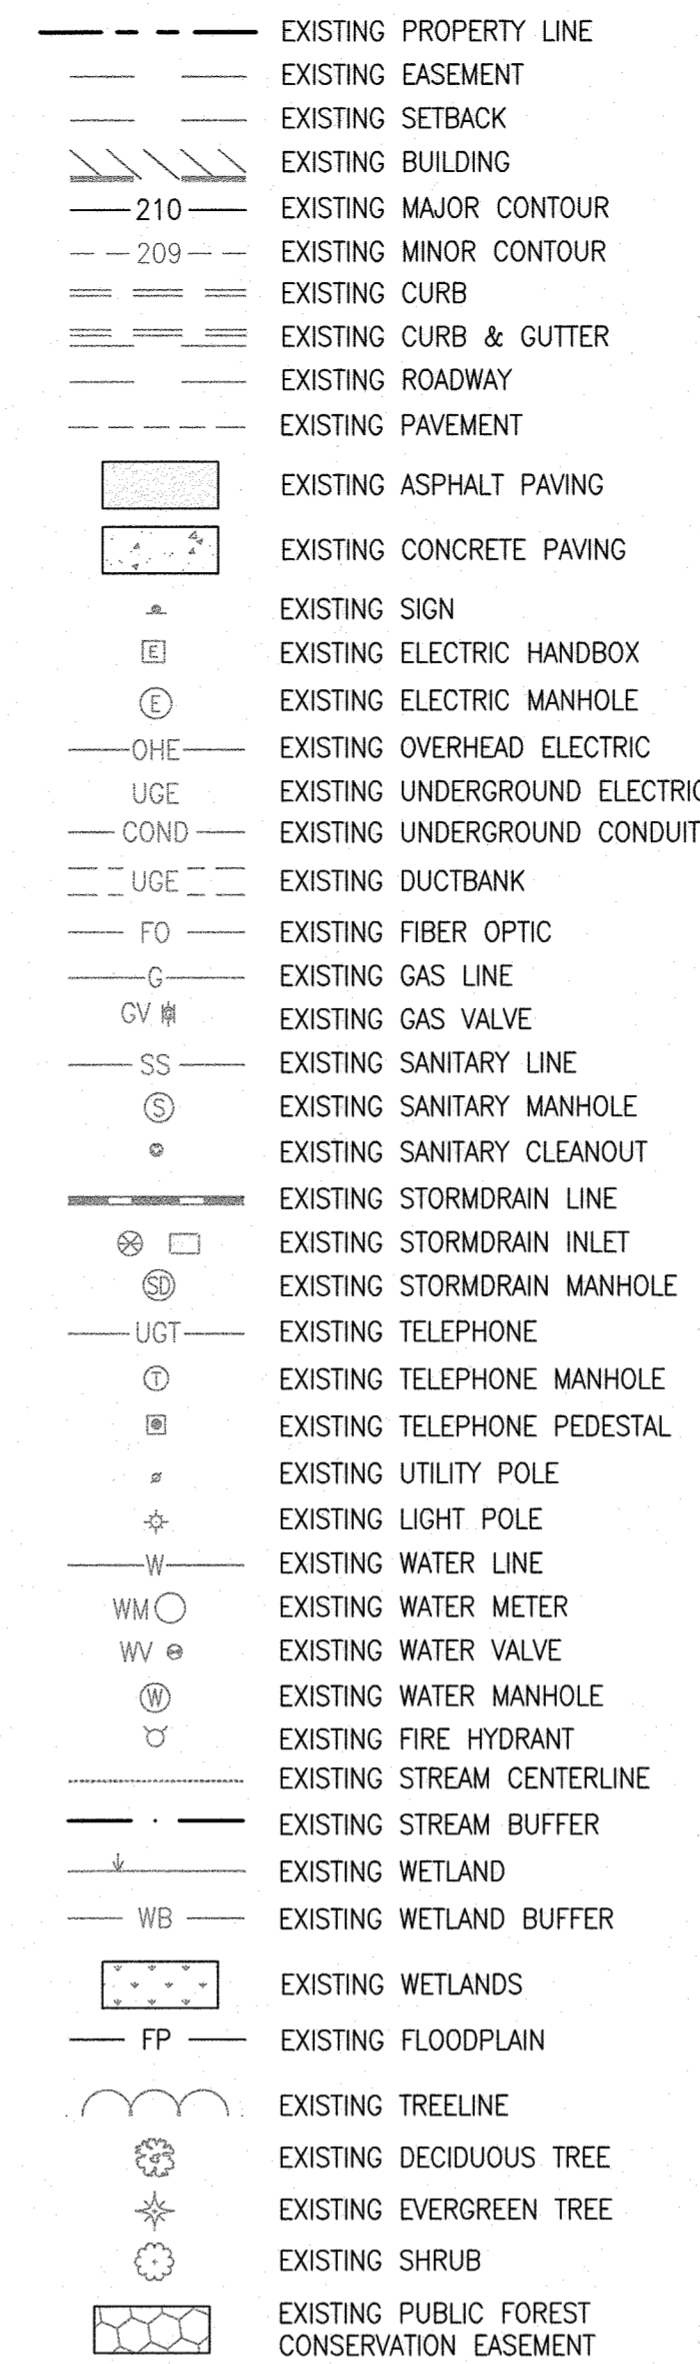 EXISTING PROPERTY LINE
EXISTING EASEMENT
EXISTING SETBACK
EXISTING BUILDING
210 EXISTING MAJOR CONTOUR
209 EXISTING MINOR CONTOUR
EXISTING CURB
EXISTING CURB & GUTTER
EXISTING ROADWAY
EXISTING PAVEMENT
EXISTING ASPHALT PAVING
EXISTING CONCRETE PAVING
EXISTING SIGN
E EXISTING ELECTRIC HANDBOX
E EXISTING ELECTRIC MANHOLE
OHE EXISTING OVERHEAD ELECTRIC
UGE EXISTING UNDERGROUND ELECTRIC
COND EXISTING UNDERGROUND CONDUIT
UGE EXISTING DUCTBANK
FO EXISTING FIBER OPTIC
G EXISTING GAS LINE
GV EXISTING GAS VALVE
SS EXISTING SANITARY LINE
S EXISTING SANITARY MANHOLE
EXISTING SANITARY CLEANOUT
EXISTING STORMDRAIN LINE
EXISTING STORMDRAIN INLET
SD EXISTING STORMDRAIN MANHOLE
UGT EXISTING TELEPHONE
T EXISTING TELEPHONE MANHOLE
EXISTING TELEPHONE PEDESTAL
EXISTING UTILITY POLE
EXISTING LIGHT POLE
W EXISTING WATER LINE
WM EXISTING WATER METER
WV EXISTING WATER VALVE
W EXISTING WATER MANHOLE
EXISTING FIRE HYDRANT
EXISTING STREAM CENTERLINE
EXISTING STREAM BUFFER
EXISTING WETLAND
WB EXISTING WETLAND BUFFER
EXISTING WETLANDS
FP EXISTING FLOODPLAIN
EXISTING TREELINE
EXISTING DECIDUOUS TREE
EXISTING EVERGREEN TREE
EXISTING SHRUB
EXISTING PUBLIC FOREST
CONSERVATION EASEMENT